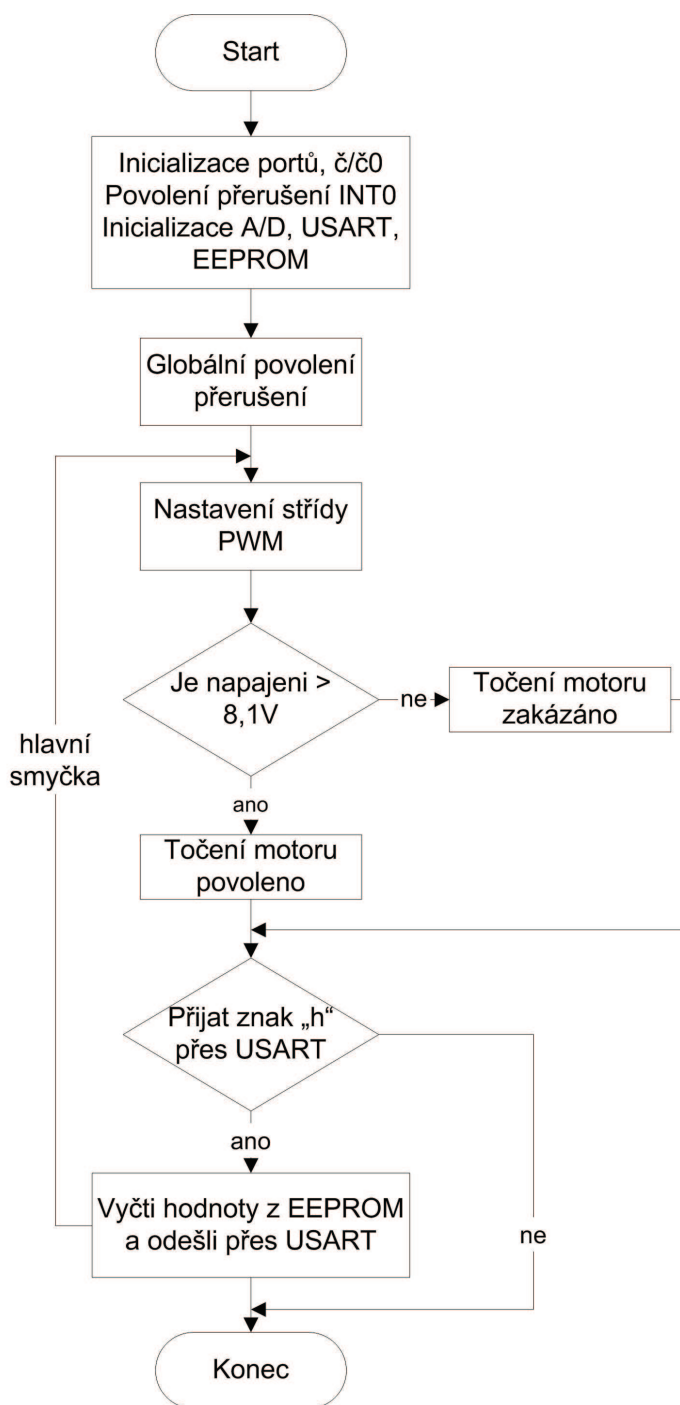 Start
Inicializace portů, č/č0
Povolení přerušení INT0
Inicializace A/D, USART,
EEPROM
Globální povolení
přerušení
Nastavení střídy
PWM
Je napajeni >
8,1V
ne
Točení motoru
zakázáno
hlavní
smyčka
ano
Točení motoru
povoleno
Přijat znak „h“
přes USART
ano
Vyčti hodnoty z EEPROM
a odešli přes USART
ne
Konec